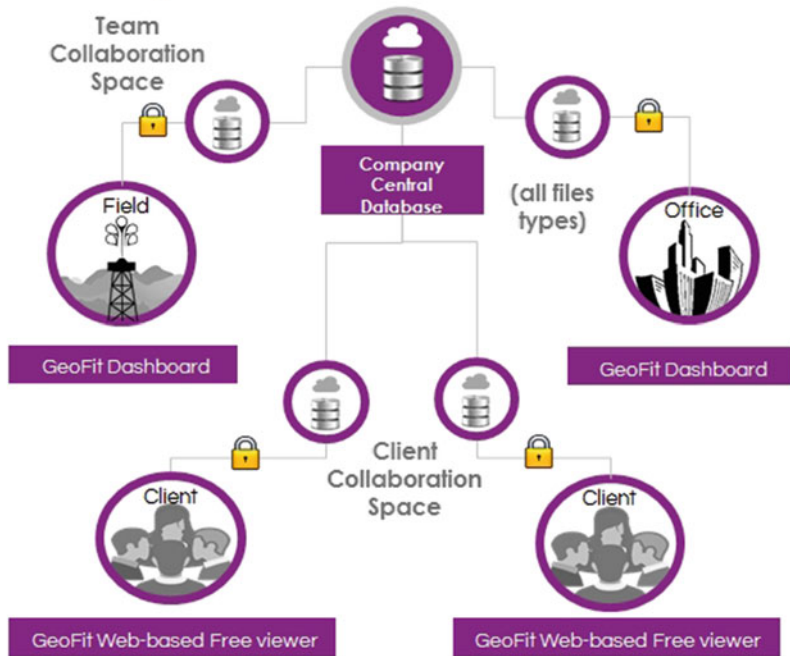 Team
Collaboration
Space
Company
Central
Database
(all files
types)
Field
Office
GeoFit Dashboard
GeoFit Dashboard
Client
Collaboration
Space
Client
Client
GeoFit Web-based Free viewer
GeoFit Web-based Free viewer